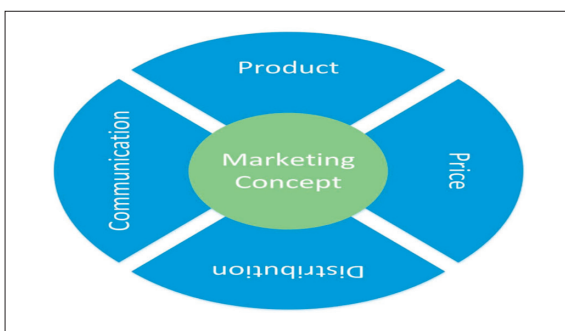 Product
Communication
Marketing
Concept
Price
Distribution